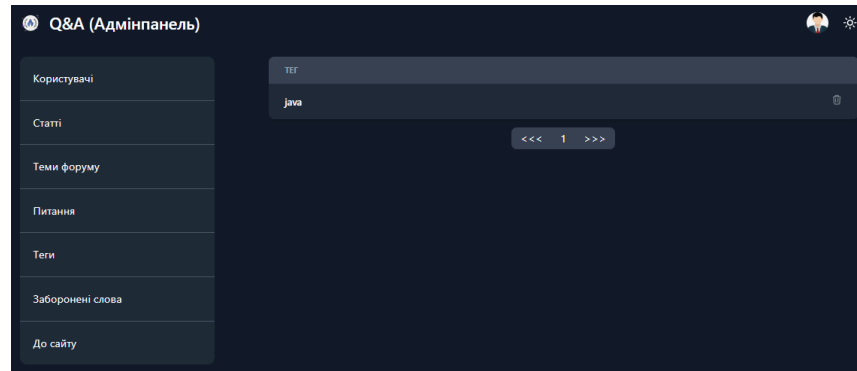 Q&A (Адмінпанель)
Користувачі
Статті
Теми форуму
Питання
Теги
Заборонені слова
До сайту
ТЕГ
java
<<< 1 >>>